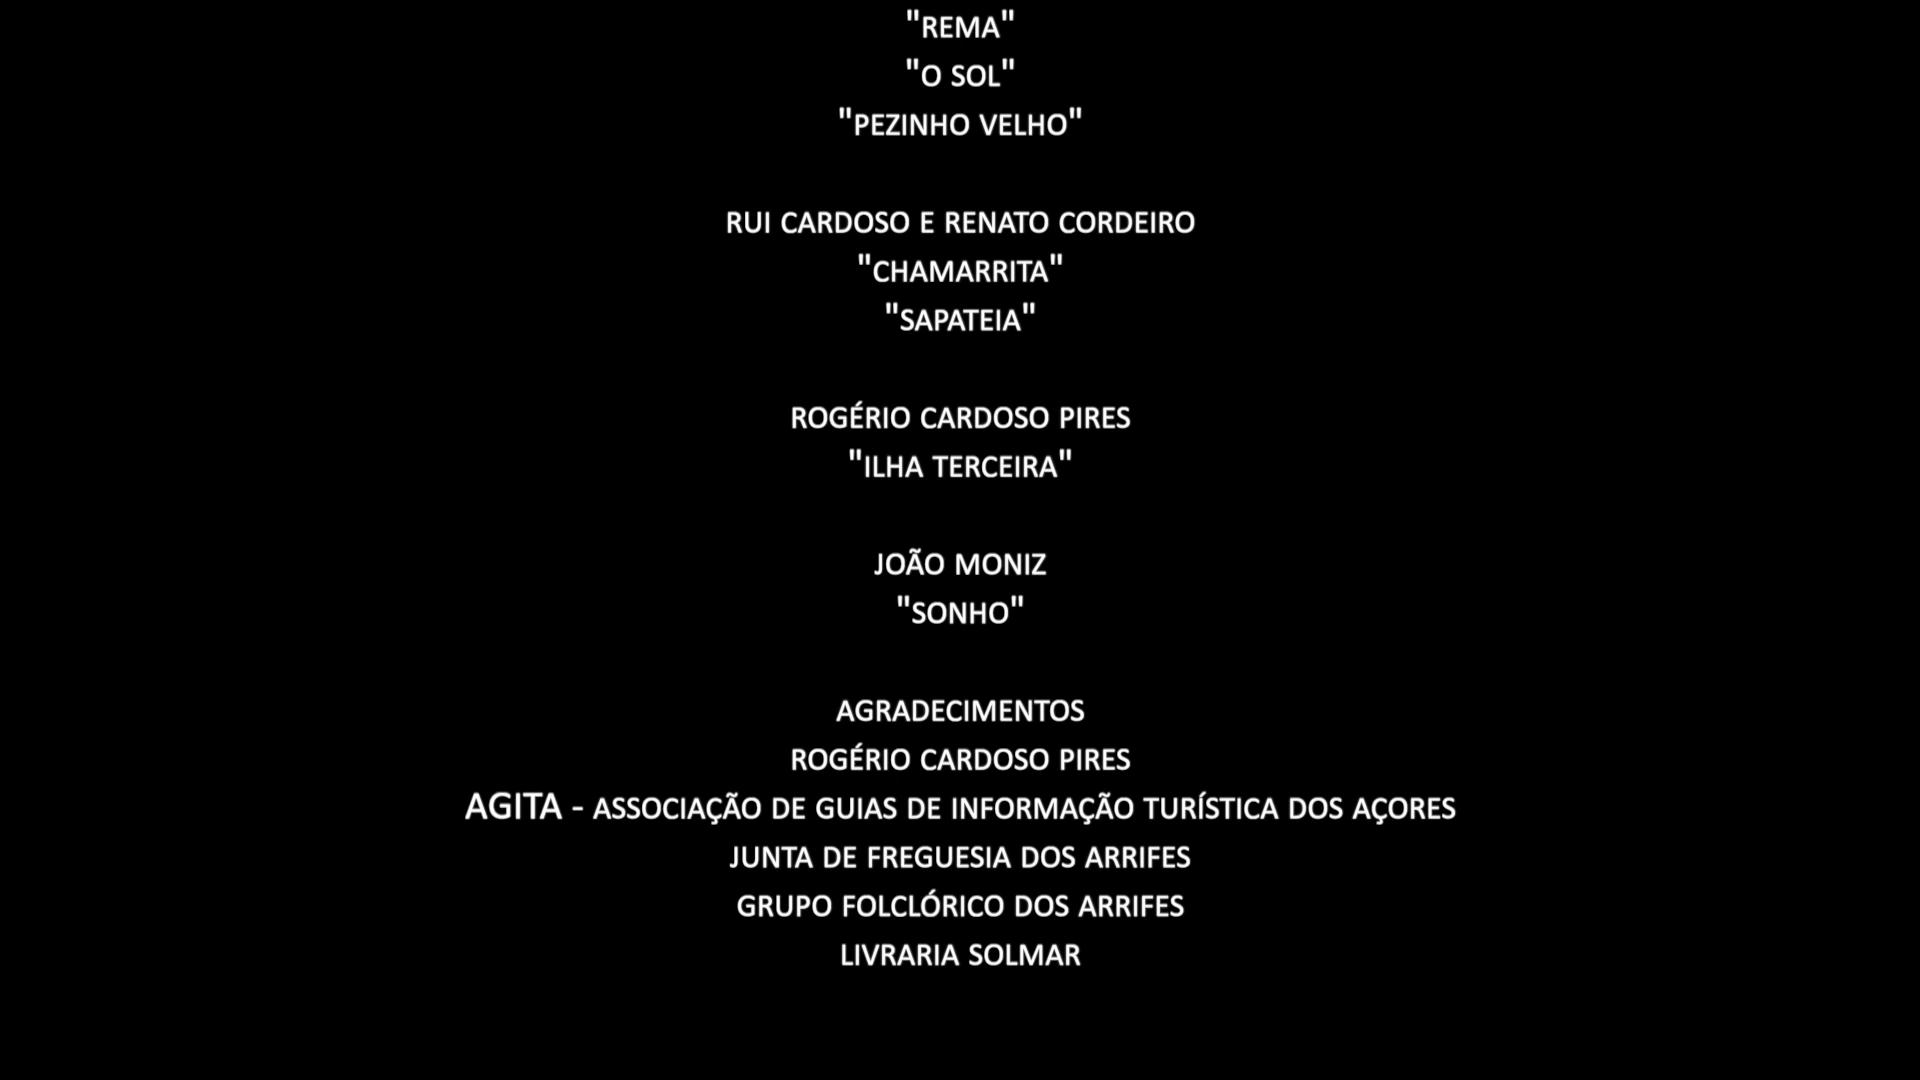 "REMA"
"O SOL"
"PEZINHO VELHO"
RUI CARDOSO E RENATO CORDEIRO
"CHAMARRITA"
"SAPATEIA"
ROGÉRIO CARDOSO PIRES
"ILHA TERCEIRA"
JOÃO MONIZ
"SONHO"
AGRADECIMENTOS
ROGÉRIO CARDOSO PIRES
AGITA - ASSOCIAÇÃO DE GUIAS DE INFORMAÇÃO TURÍSTICA DOS AÇORES
JUNTA DE FREGUESIA DOS ARRIFES
GRUPO FOLCLÓRICO DOS ARRIFES
LIVRARIA SOLMAR